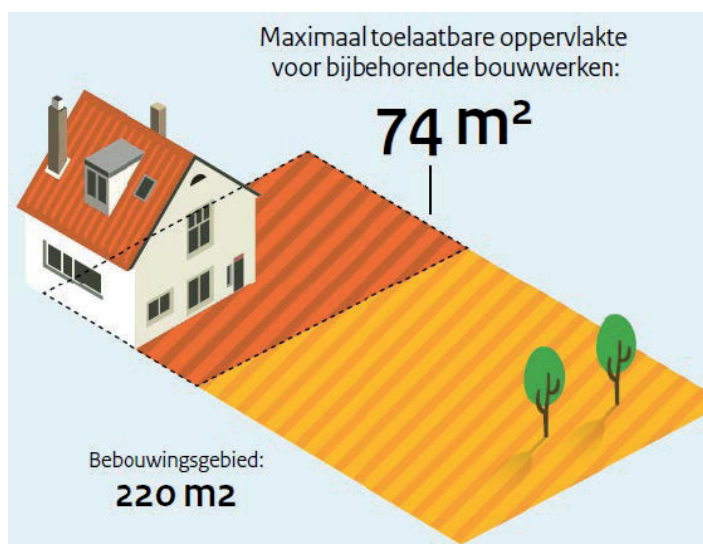 Maximaal toelaatbare oppervlakte
voor bijbehorende bouwwerken:
74 m²
Bebouwingsgebied:
220 m2